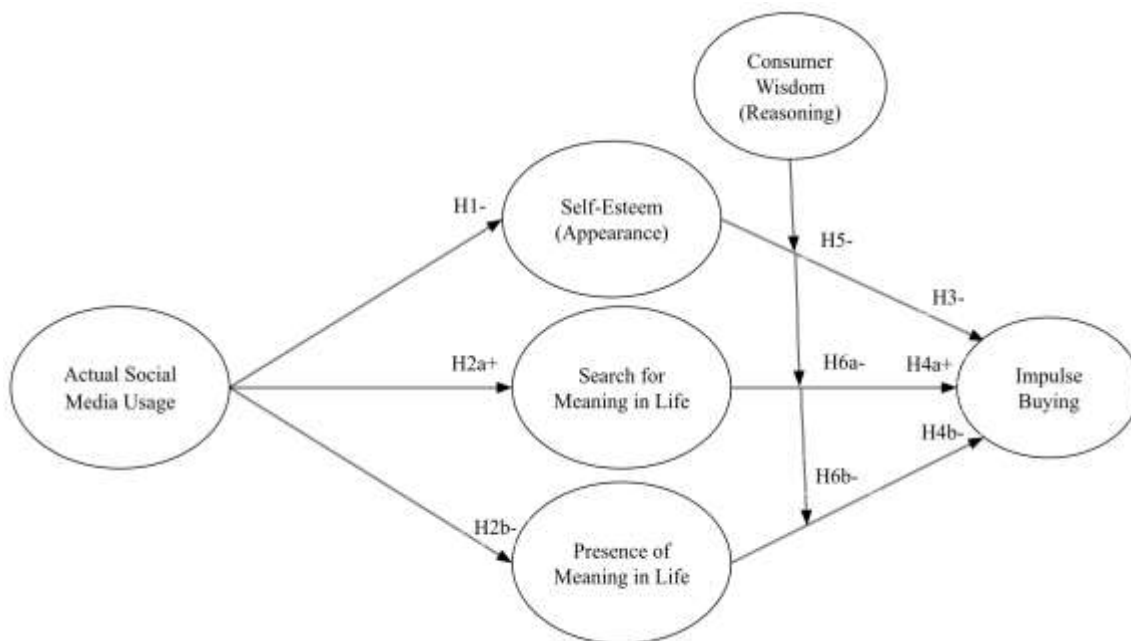 Consumer
Wisdom
(Reasoning)
H1-
Self-Esteem
(Appearance)
H5-
H3-
Actual Social
Media Usage
H2a+
Search for
Meaning in Life
H6a-
H4a+
Impulse
Buying
H4b-
H6b-
H2b-
Presence of
Meaning in Life